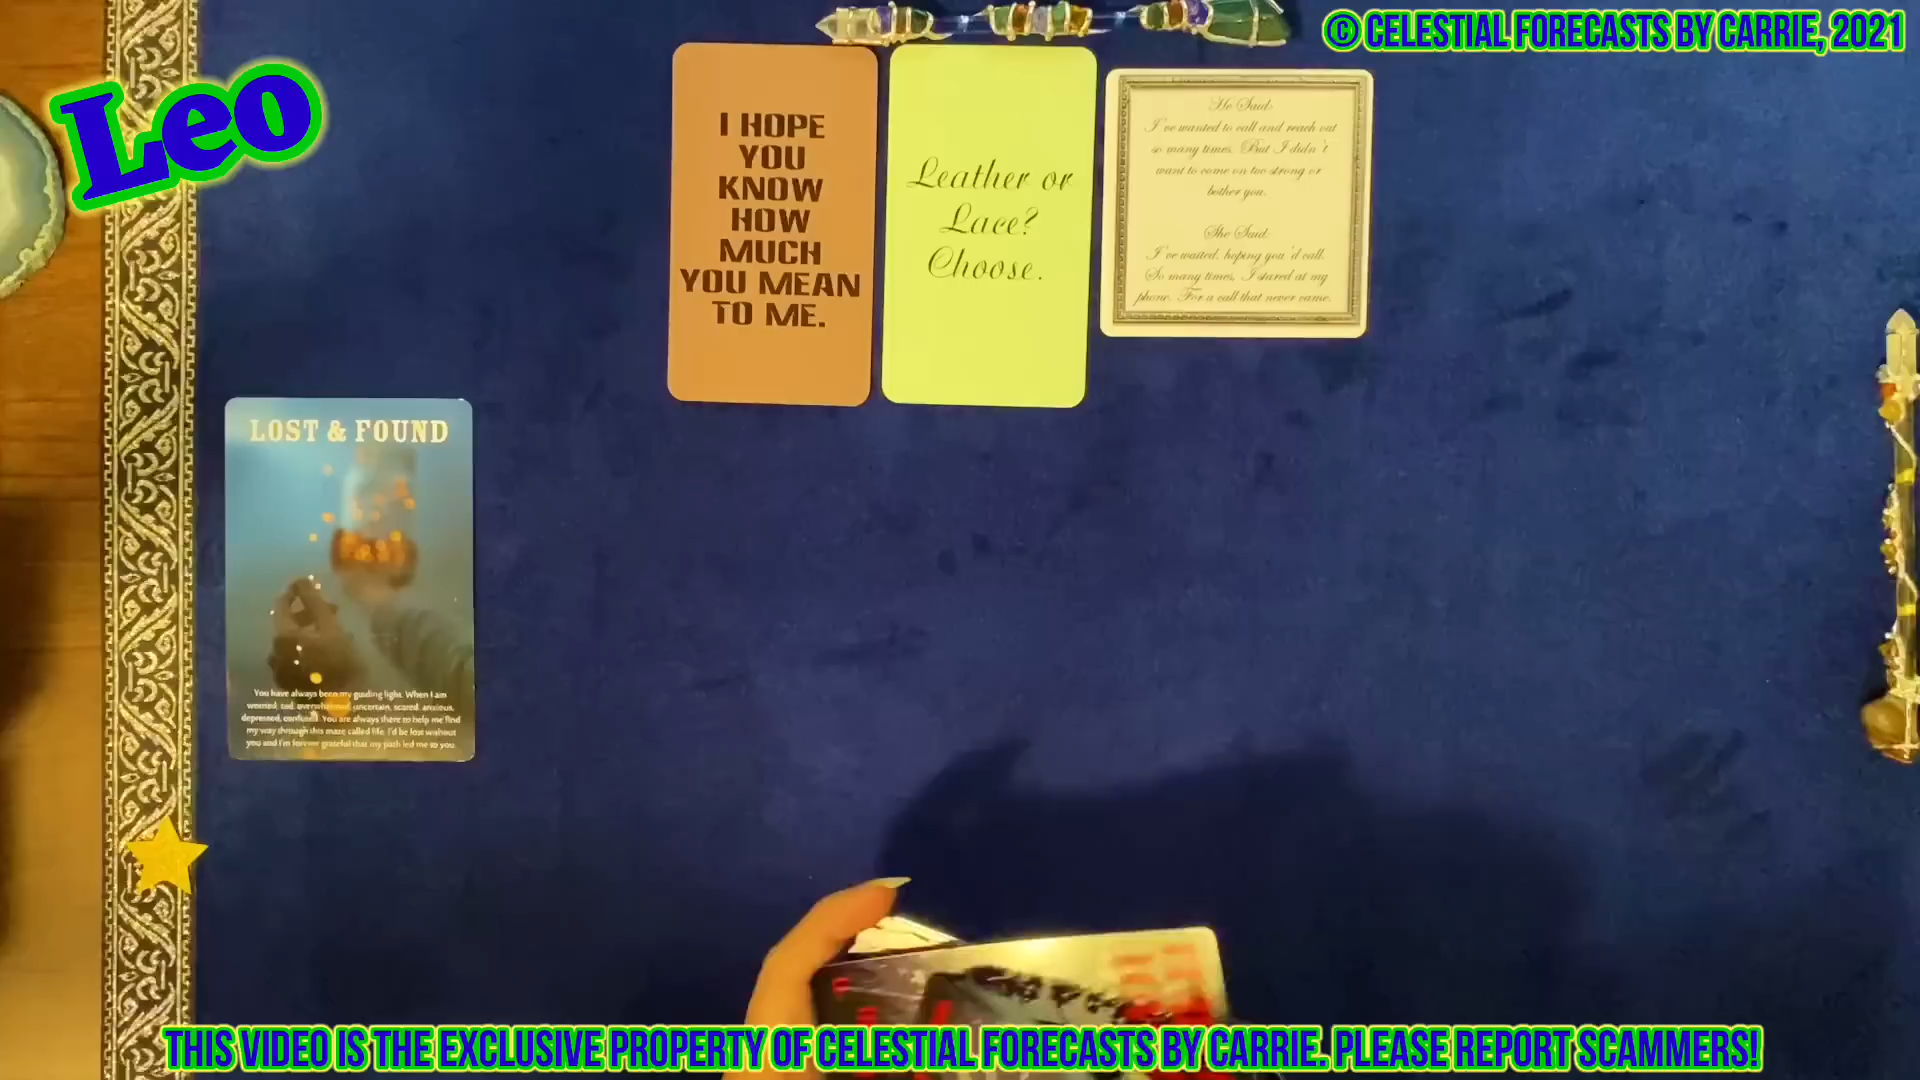 © CELESTIAL FORECASTS BY CARRIE, 2021
Leo
I HOPE
YOU
KNOW
HOW
MUCH
YOU MEAN
TO ME.
Leather or
Lace?
Choose.
He Said:
I've wanted to call and reach out
so many times. But I didn't
want to come on too strong or
bother you.
She Said:
I've waited, hoping you'd call.
So many times, I stared at my
phone. For a call that never came.
LOST & FOUND
You have always been my guiding light. When I am
worried, sad, overwhelmed, uncertain, scared, anxious,
depressed, confused. You are always there to help me find
my way through this maze called life. I'd be lost without
you and I'm forever grateful that my path led me to you.
THIS VIDEO IS THE EXCLUSIVE PROPERTY OF CELESTIAL FORECASTS BY CARRIE. PLEASE REPORT SCAMMERS!